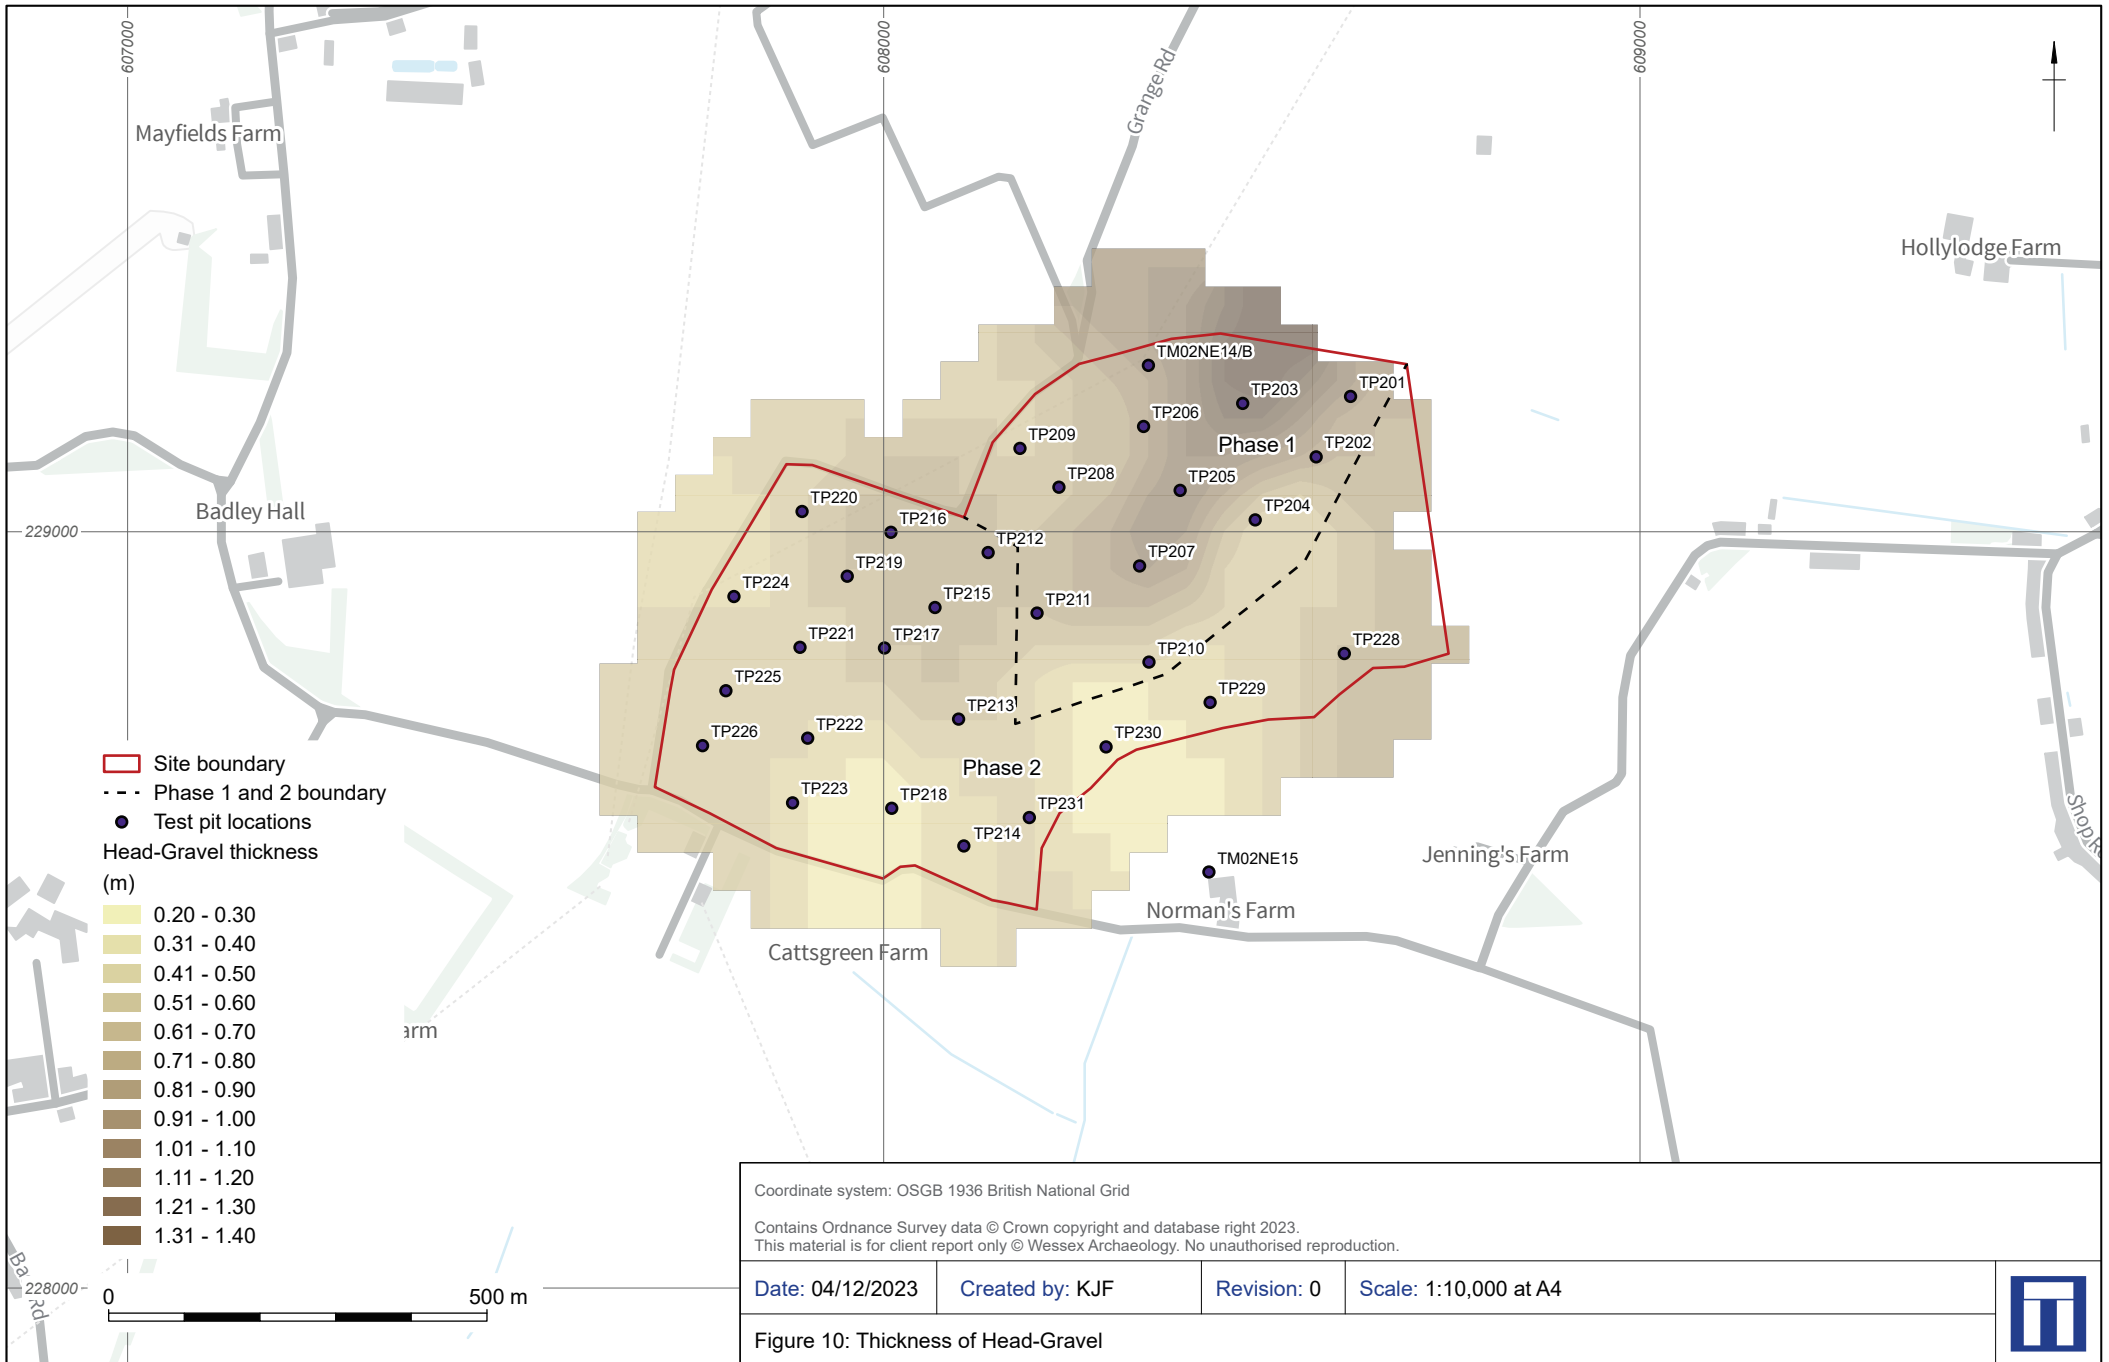 607000
608000
609000
Grange Rd
Mayfields Farm
Hollylodge Farm
TM02NE14/B
TP203
TP201
TP206
Phase 1
TP202
TP209
TP208
TP205
TP220
Badley Hall
TP216
TP204
229000
TP212
TP207
TP219
TP224
TP215
TP211
TP221
TP217
TP210
TP228
TP225
TP229
TP213
TP226
TP222
TP230
Phase 2
TP223
TP218
TP231
TP214
TM02NE15
Jenning's Farm
Norman's Farm
Cattsgreen Farm
Shop R
arm
Site boundary
Phase 1 and 2 boundary
Test pit locations
Head-Gravel thickness
(m)
0.20 - 0.30
0.31 - 0.40
0.41 - 0.50
0.51 - 0.60
0.61 - 0.70
0.71 - 0.80
0.81 - 0.90
0.91 - 1.00
1.01 - 1.10
1.11 - 1.20
1.21 - 1.30
1.31 - 1.40
Ba
Rd
228000
0 500 m
Coordinate system: OSGB 1936 British National Grid
Contains Ordnance Survey data © Crown copyright and database right 2023.
This material is for client report only © Wessex Archaeology. No unauthorised reproduction.
Date: 04/12/2023 Created by: KJF Revision: 0 Scale: 1:10,000 at A4
Figure 10: Thickness of Head-Gravel